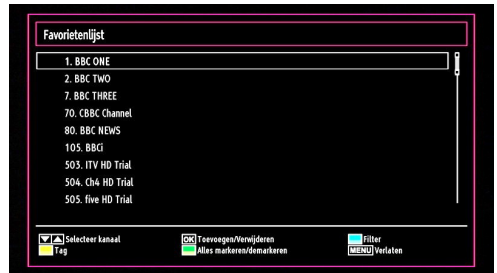 Favorietenlijst
1. BBC ONE
2. BBC TWO
7. BBC THREE
70. CBBC Channel
80. BBC NEWS
105. BBCi
503. ITV HD Trial
504. Ch4 HD Trial
505. five HD Trial
Selecteer kanaal OK Toevoegen/Verwijderen Filter
Tag Alles markeren/demarkeren MENU Verlaten